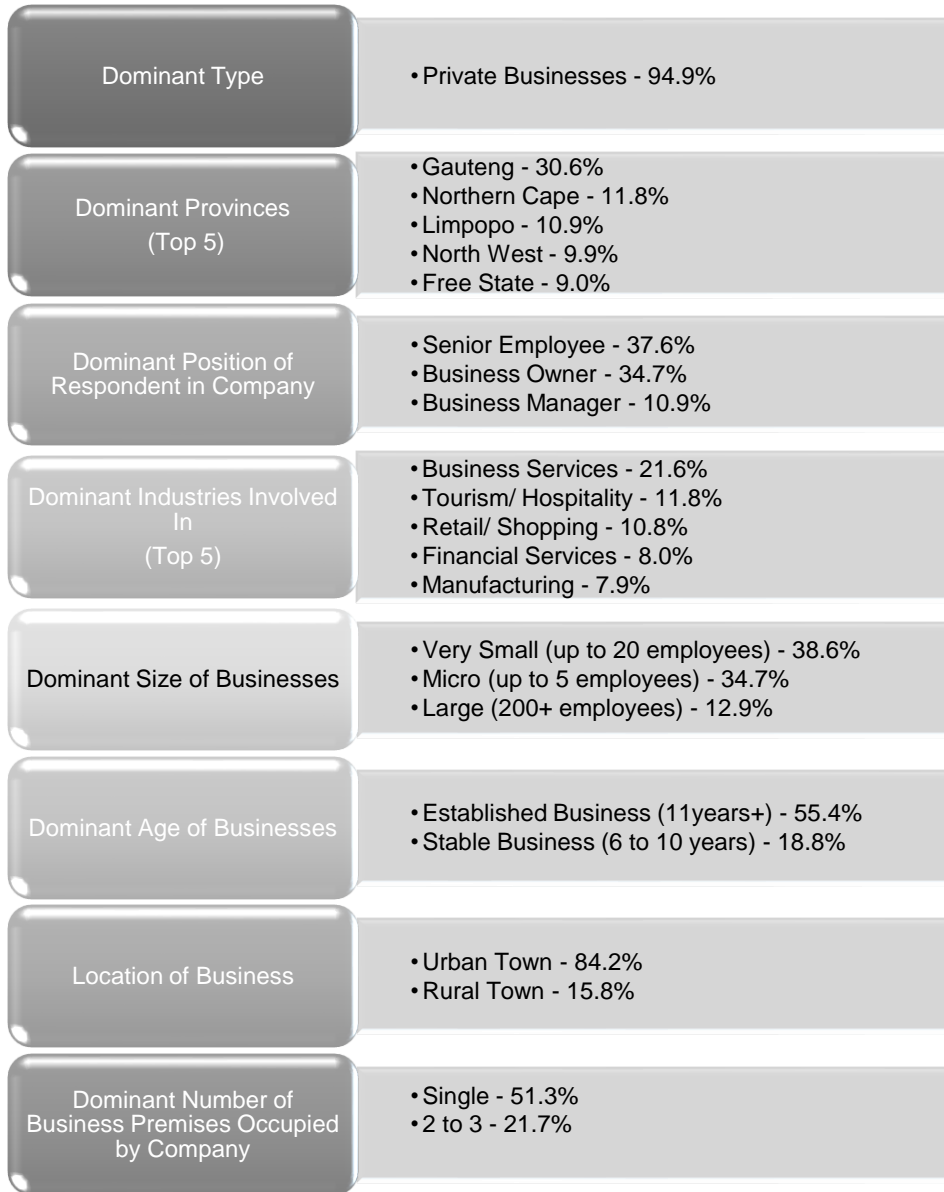 Dominant Type
• Private Businesses - 94.9%
Dominant Provinces
(Top 5)
• Gauteng - 30.6%
• Northern Cape - 11.8%
• Limpopo - 10.9%
• North West - 9.9%
• Free State - 9.0%
Dominant Position of
Respondent in Company
• Senior Employee - 37.6%
• Business Owner - 34.7%
• Business Manager - 10.9%
Dominant Industries Involved
In
(Top 5)
• Business Services - 21.6%
• Tourism/ Hospitality - 11.8%
• Retail/ Shopping - 10.8%
• Financial Services - 8.0%
• Manufacturing - 7.9%
Dominant Size of Businesses
• Very Small (up to 20 employees) - 38.6%
• Micro (up to 5 employees) - 34.7%
• Large (200+ employees) - 12.9%
Dominant Age of Businesses
• Established Business (11years+) - 55.4%
• Stable Business (6 to 10 years) - 18.8%
Location of Business
• Urban Town - 84.2%
• Rural Town - 15.8%
Dominant Number of
Business Premises Occupied
by Company
• Single - 51.3%
• 2 to 3 - 21.7%